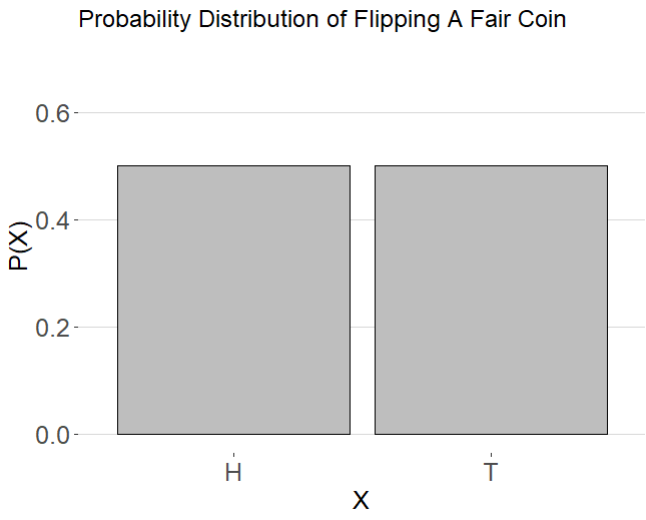 Probability Distribution of Flipping A Fair Coin
0.6
0.4
0.2
0.0
P(X)
H T
X